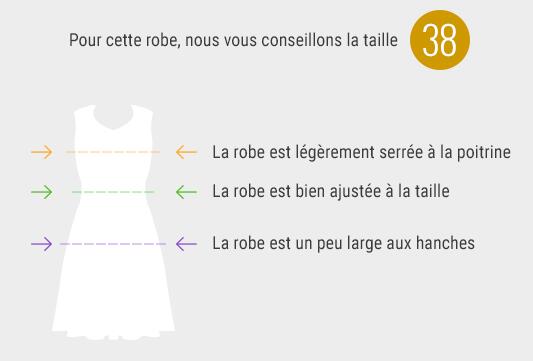 Pour cette robe, nous vous conseillons la taille 38
La robe est légèrement serrée à la poitrine
La robe est bien ajustée à la taille
La robe est un peu large aux hanches